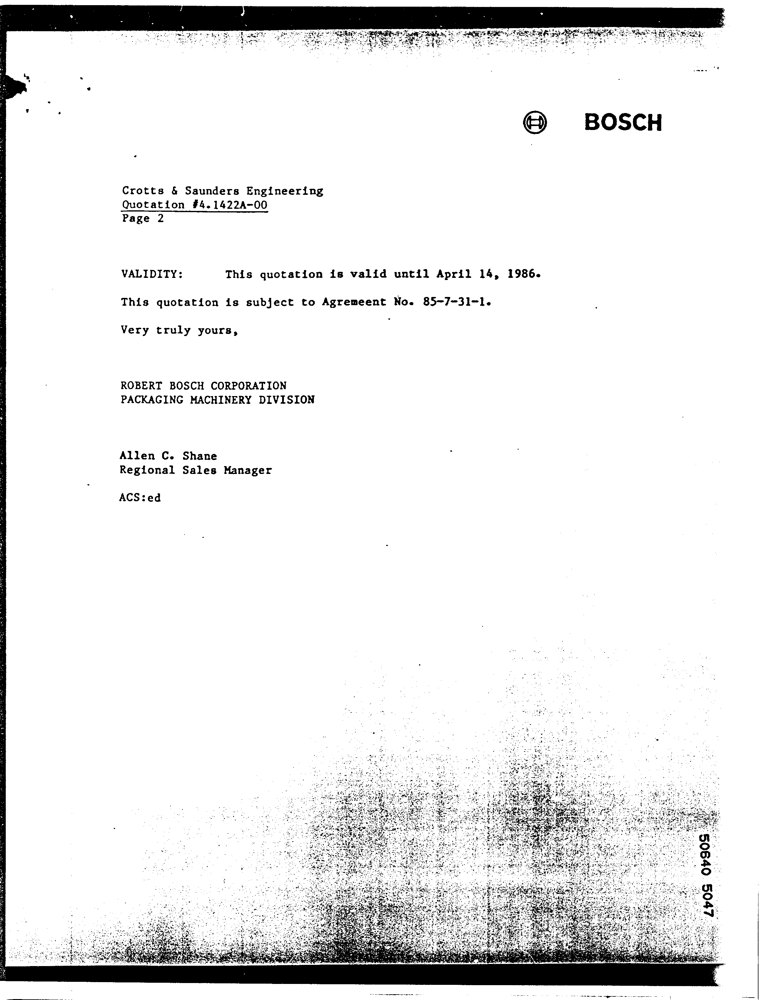 BOSCH
Crotts & Saunders Engineering
Quotation #4.1422A-00
Page 2
VALIDITY: This quotation is valid until April 14, 1986.
This quotation is subject to Agremeent No. 85-7-31-1.
Very truly yours,
ROBERT BOSCH CORPORATION
PACKAGING MACHINERY DIVISION
Allen C. Shane
Regional Sales Manager
ACS:ed
50640 5047